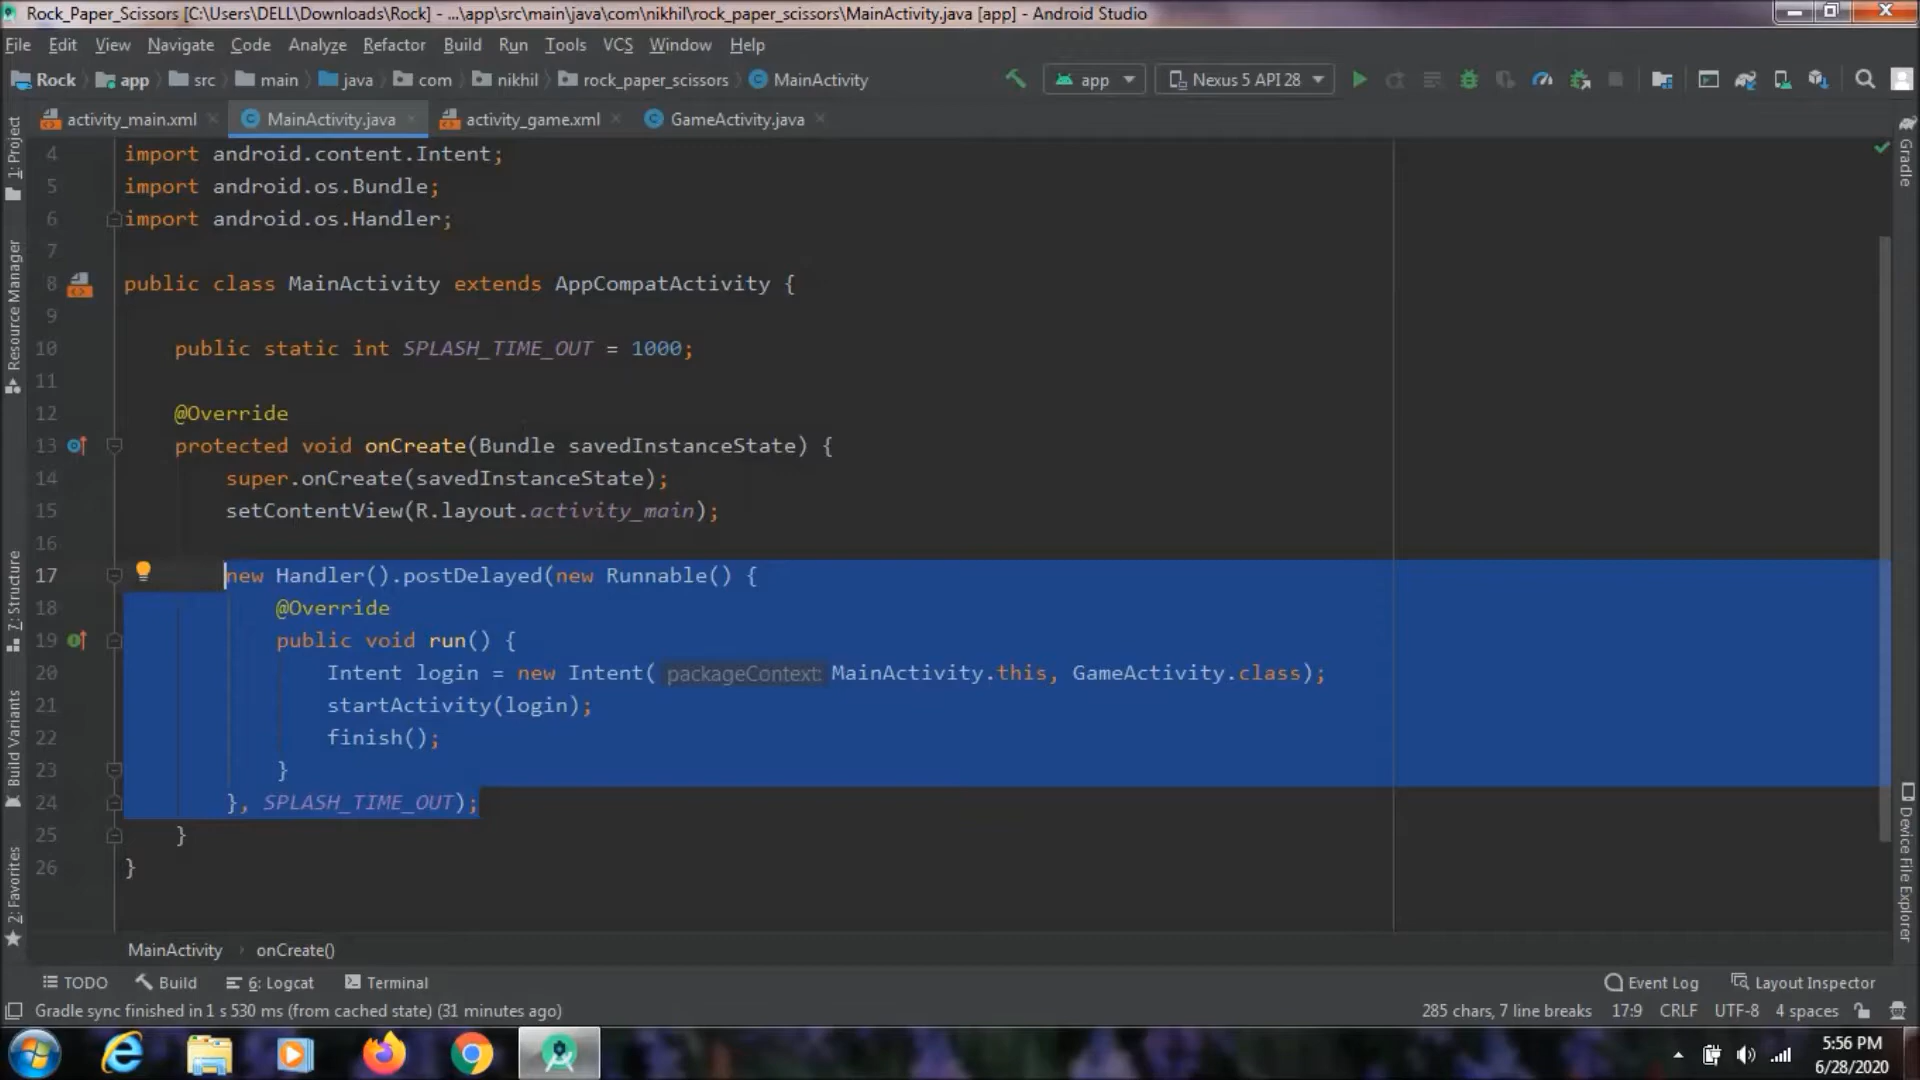 Rock_Paper_Scissors [C:\Users\DELL\Downloads\Rock] - ...\app\src\main\java\com\nikhil\rock_paper_scissors\MainActivity.java [app] - Android Studio
File Edit View Navigate Code Analyze Refactor Build Run Tools VCS Window Help
Rock app src main java com nikhil rock_paper_scissors MainActivity app Nexus 5 API 28
activity_main.xml MainActivity.java activity_game.xml GameActivity.java
1: Project
Resource Manager
7: Structure
Build Variants
2: Favorites
4 import android.content.Intent;
5 import android.os.Bundle;
6 import android.os.Handler;
7
8 public class MainActivity extends AppCompatActivity {
9
10 public static int SPLASH_TIME_OUT = 1000;
11
12 @Override
13 protected void onCreate(Bundle savedInstanceState) {
14 super.onCreate(savedInstanceState);
15 setContentView(R.layout.activity_main);
16
17 new Handler().postDelayed(new Runnable() {
18 @Override
19 public void run() {
20 Intent login = new Intent( packageContext: MainActivity.this, GameActivity.class);
21 startActivity(login);
22 finish();
23 }
24 }, SPLASH_TIME_OUT);
25 }
26 }
Gradle
Device File Explorer
MainActivity onCreate()
TODO Build 6: Logcat Terminal Event Log Layout Inspector
Gradle sync finished in 1 s 530 ms (from cached state) (31 minutes ago) 285 chars, 7 line breaks 17:9 CRLF UTF-8 4 spaces
5:56 PM
6/28/2020